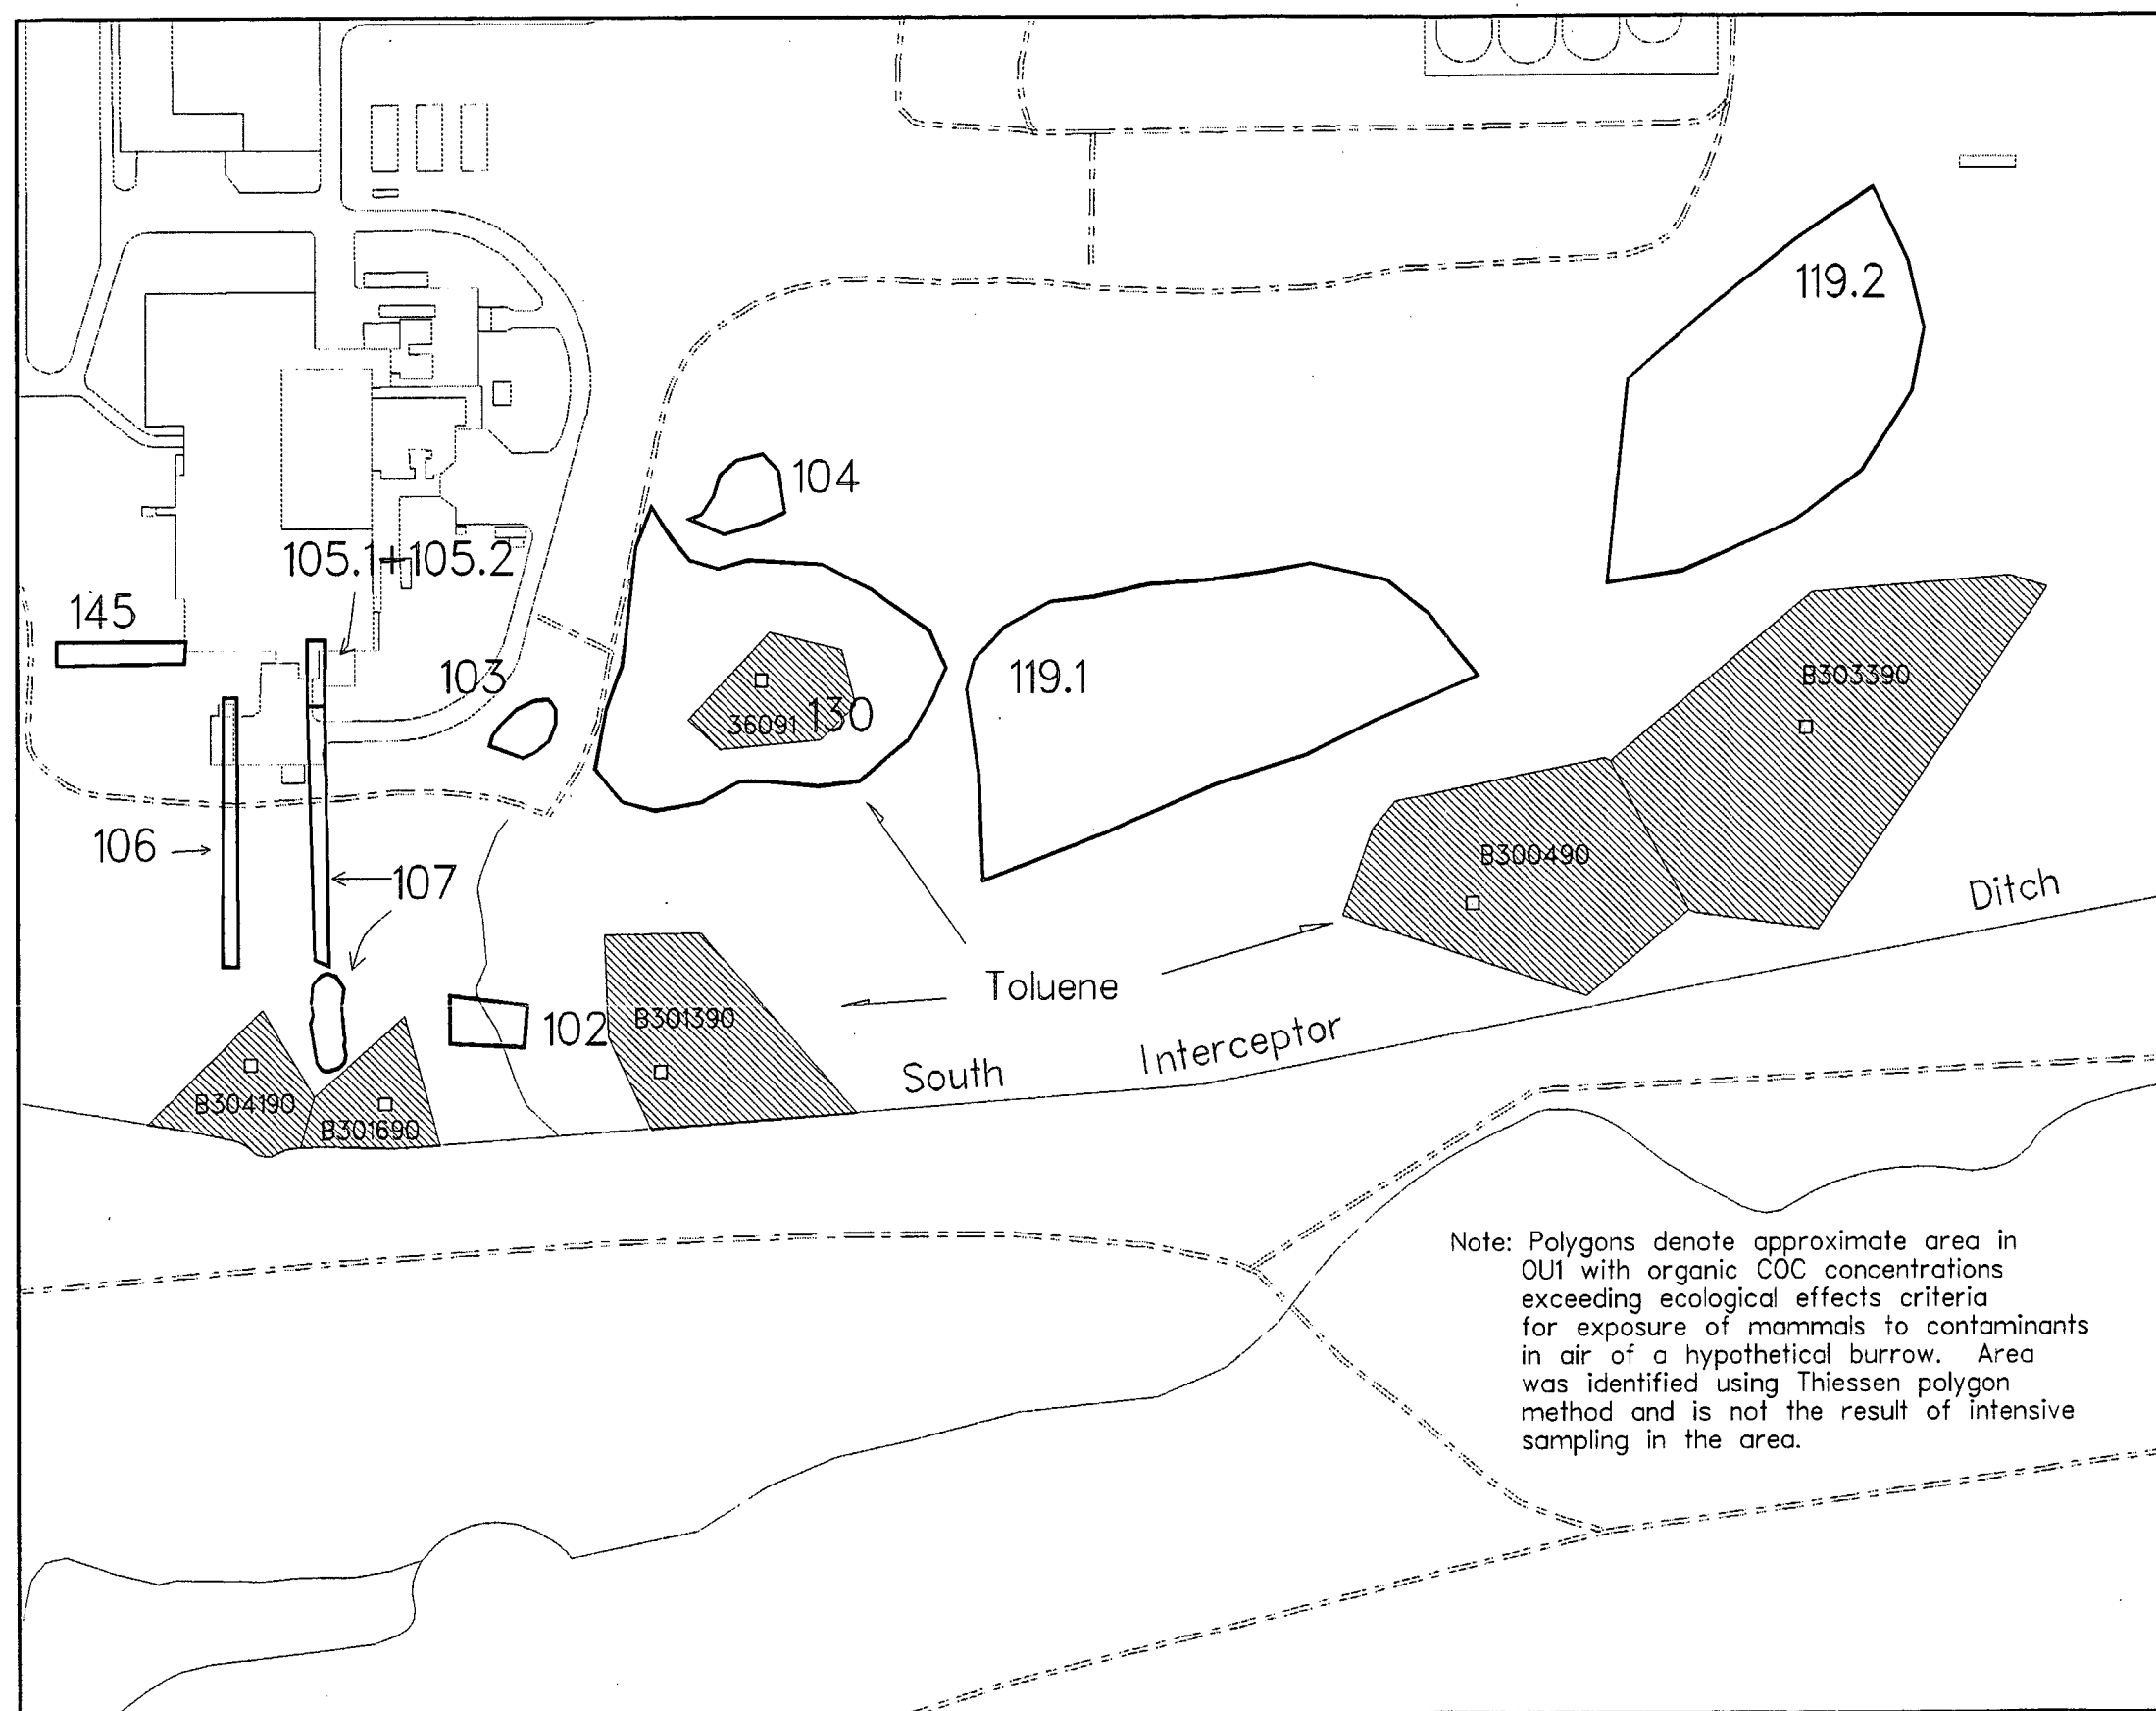 119.2
104
105.1+105.2
145
103
119.1
B303390
36091 130
106
B300490
107
Ditch
Toluene
102
B301390
Interceptor
South
B304190
B301690
Note: Polygons denote approximate area in
OU1 with organic COC concentrations
exceeding ecological effects criteria
for exposure of mammals to contaminants
in air of a hypothetical burrow. Area
was identified using Thiessen polygon
method and is not the result of intensive
sampling in the area.